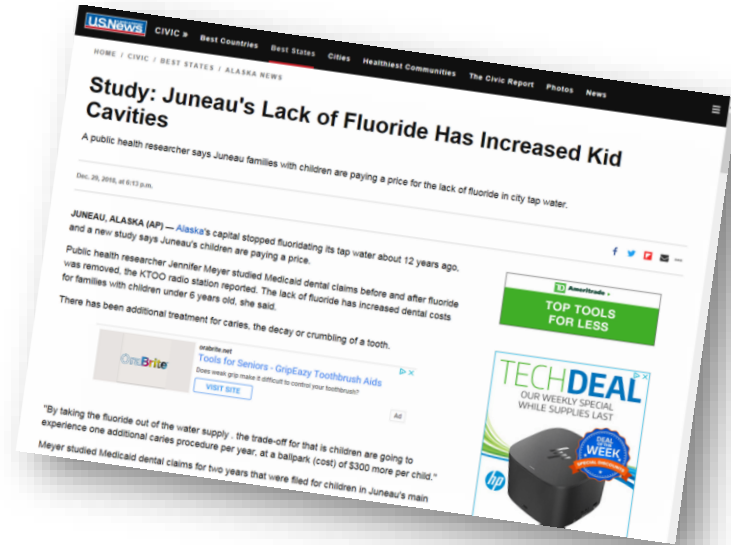 U.S.News
CIVIC »
Best Countries
Best States
Cities
Healthiest Communities
The Civic Report
Photos
News
HOME / CIVIC / BEST STATES / ALASKA NEWS
Study: Juneau's Lack of Fluoride Has Increased Kid
Cavities
A public health researcher says Juneau families with children are paying a price for the lack of fluoride in city tap water.
Dec. 20, 2018, at 6:13 p.m.
JUNEAU, ALASKA (AP) — Alaska's capital stopped fluoridating its tap water about 12 years ago,
and a new study says Juneau's children are paying a price.
Public health researcher Jennifer Meyer studied Medicaid dental claims before and after fluoride
was removed, the KTOO radio station reported. The lack of fluoride has increased dental costs
for families with children under 6 years old, she said.
There has been additional treatment for caries, the decay or crumbling of a tooth.
OraBrite
orabrite.net
Tools for Seniors - GripEazy Toothbrush Aids
Does weak grip make it difficult to control your toothbrush?
VISIT SITE
Ad
"By taking the fluoride out of the water supply . the trade-off for that is children are going to
experience one additional caries procedure per year, at a ballpark (cost) of $300 more per child."
Meyer studied Medicaid dental claims for two years that were filed for children in Juneau's main
TD Ameritrade
TOP TOOLS
FOR LESS
TECH DEAL
OUR WEEKLY SPECIAL
WHILE SUPPLIES LAST
DEAL
OF THE
WEEK
SPECIAL DISCOUNTS
hp